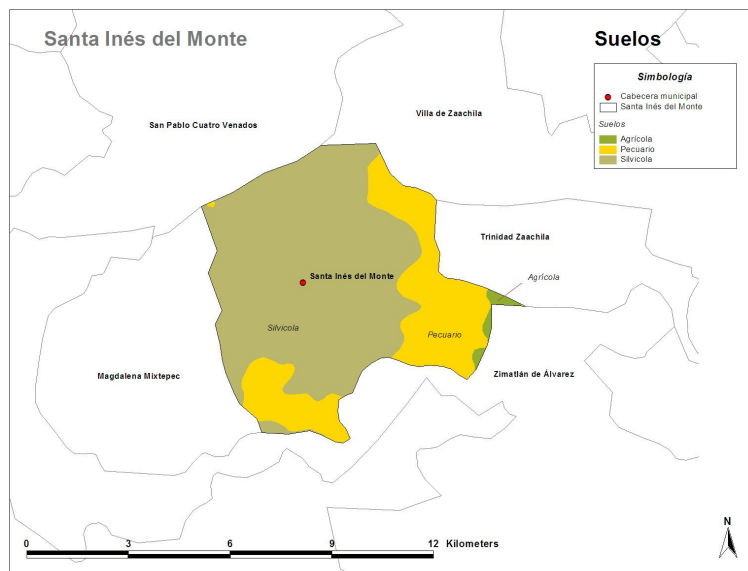 Santa Inés del Monte
Suelos
Simbología
Cabecera municipal
Santa Inés del Monte
Suelos
Agrícola
Pecuario
Silvicola
San Pablo Cuatro Venados
Villa de Zaachila
Trinidad Zaachila
Santa Inés del Monte
Agrícola
Silvicola
Pecuario
Magdalena Mixtepec
Zimatlán de Álvarez
N
0 3 6 9 12 Kilometers